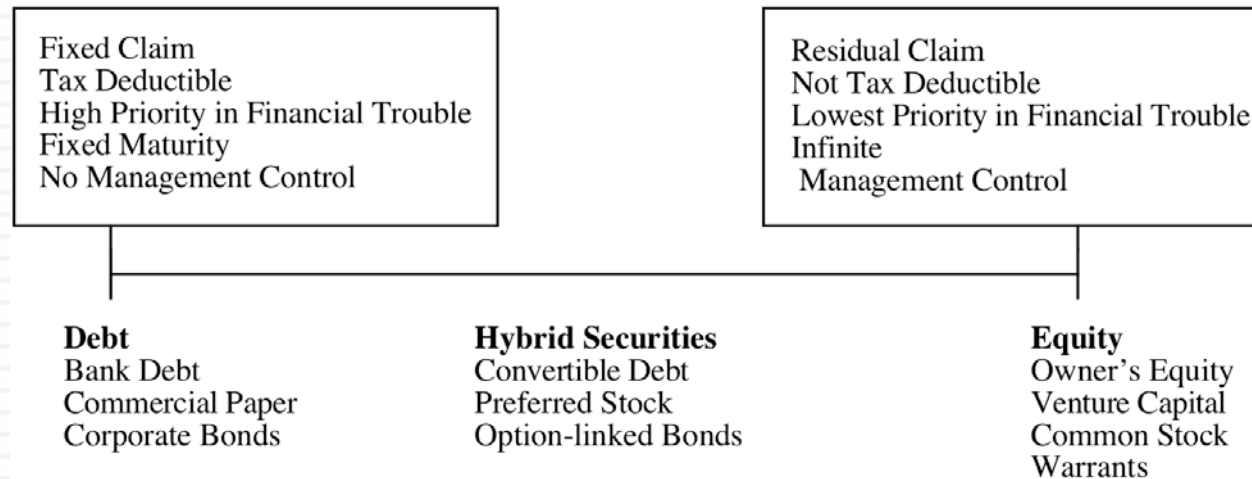 Fixed Claim
Tax Deductible
High Priority in Financial Trouble
Fixed Maturity
No Management Control
Residual Claim
Not Tax Deductible
Lowest Priority in Financial Trouble
Infinite
Management Control
Debt
Bank Debt
Commercial Paper
Corporate Bonds
Hybrid Securities
Convertible Debt
Preferred Stock
Option-linked Bonds
Equity
Owner’s Equity
Venture Capital
Common Stock
Warrants